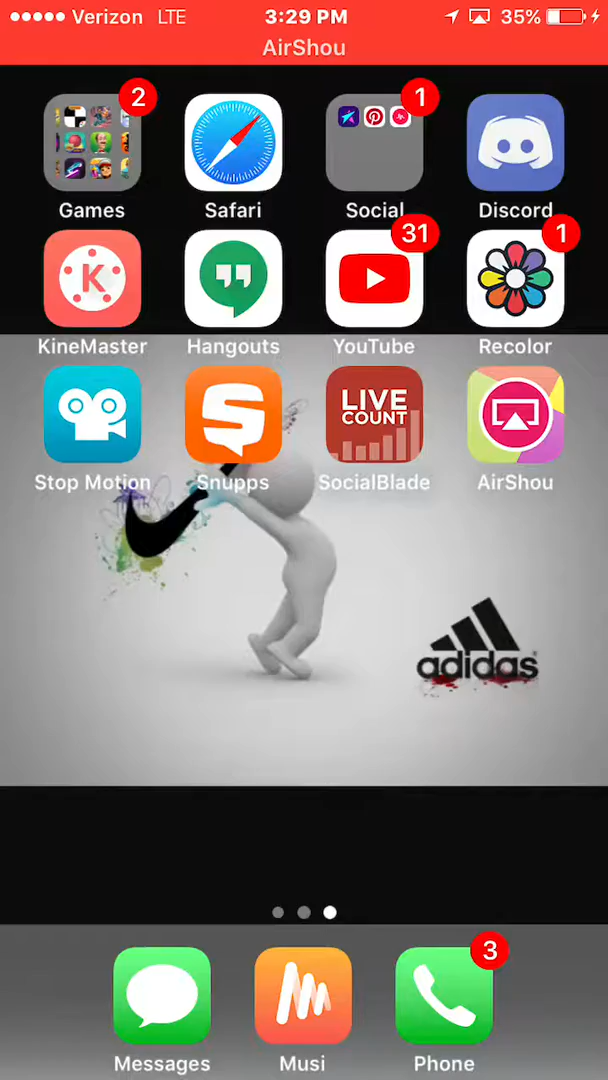 Verizon LTE 3:29 PM 35%
AirShou
2 1
Games Safari Social Discord
31 1
K
KineMaster Hangouts YouTube Recolor
S LIVE
COUNT
Stop Motion Snupps SocialBlade AirShou
adidas
3
Messages Musi Phone